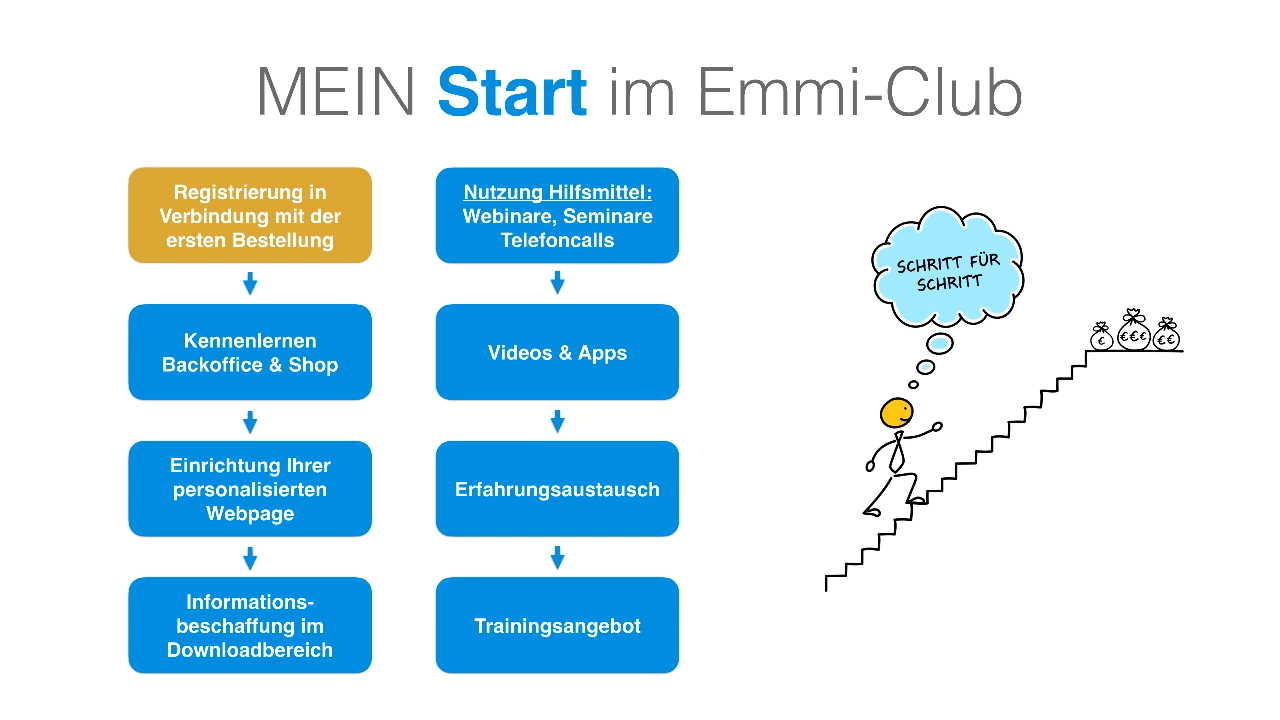 MEIN Start im Emmi-Club
Registrierung in
Verbindung mit der
ersten Bestellung
Kennenlernen
Backoffice & Shop
Einrichtung Ihrer
personalisierten
Webpage
Informations-
beschaffung im
Downloadbereich
Nutzung Hilfsmittel:
Webinare, Seminare
Telefoncalls
Videos & Apps
Erfahrungsaustausch
Trainingsangebot
SCHRITT FÜR
SCHRITT
€
€€€
€€